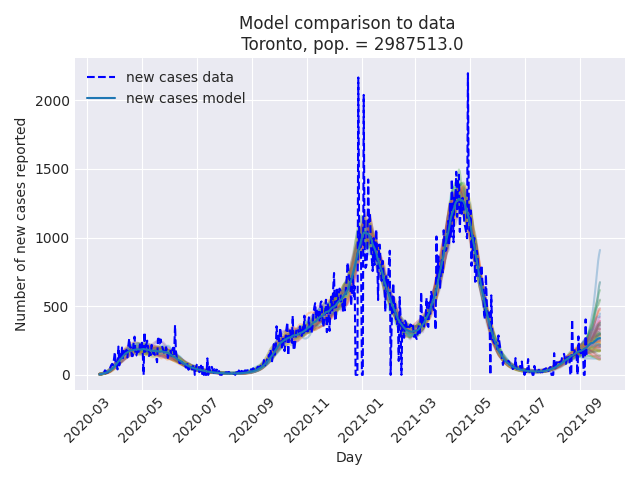 Model comparison to data
Toronto, pop. = 2987513.0
new cases data
new cases model
Number of new cases reported
2000
1500
1000
500
0
2020-03
2020-05
2020-07
2020-09
2020-11
2021-01
2021-03
2021-05
2021-07
2021-09
Day